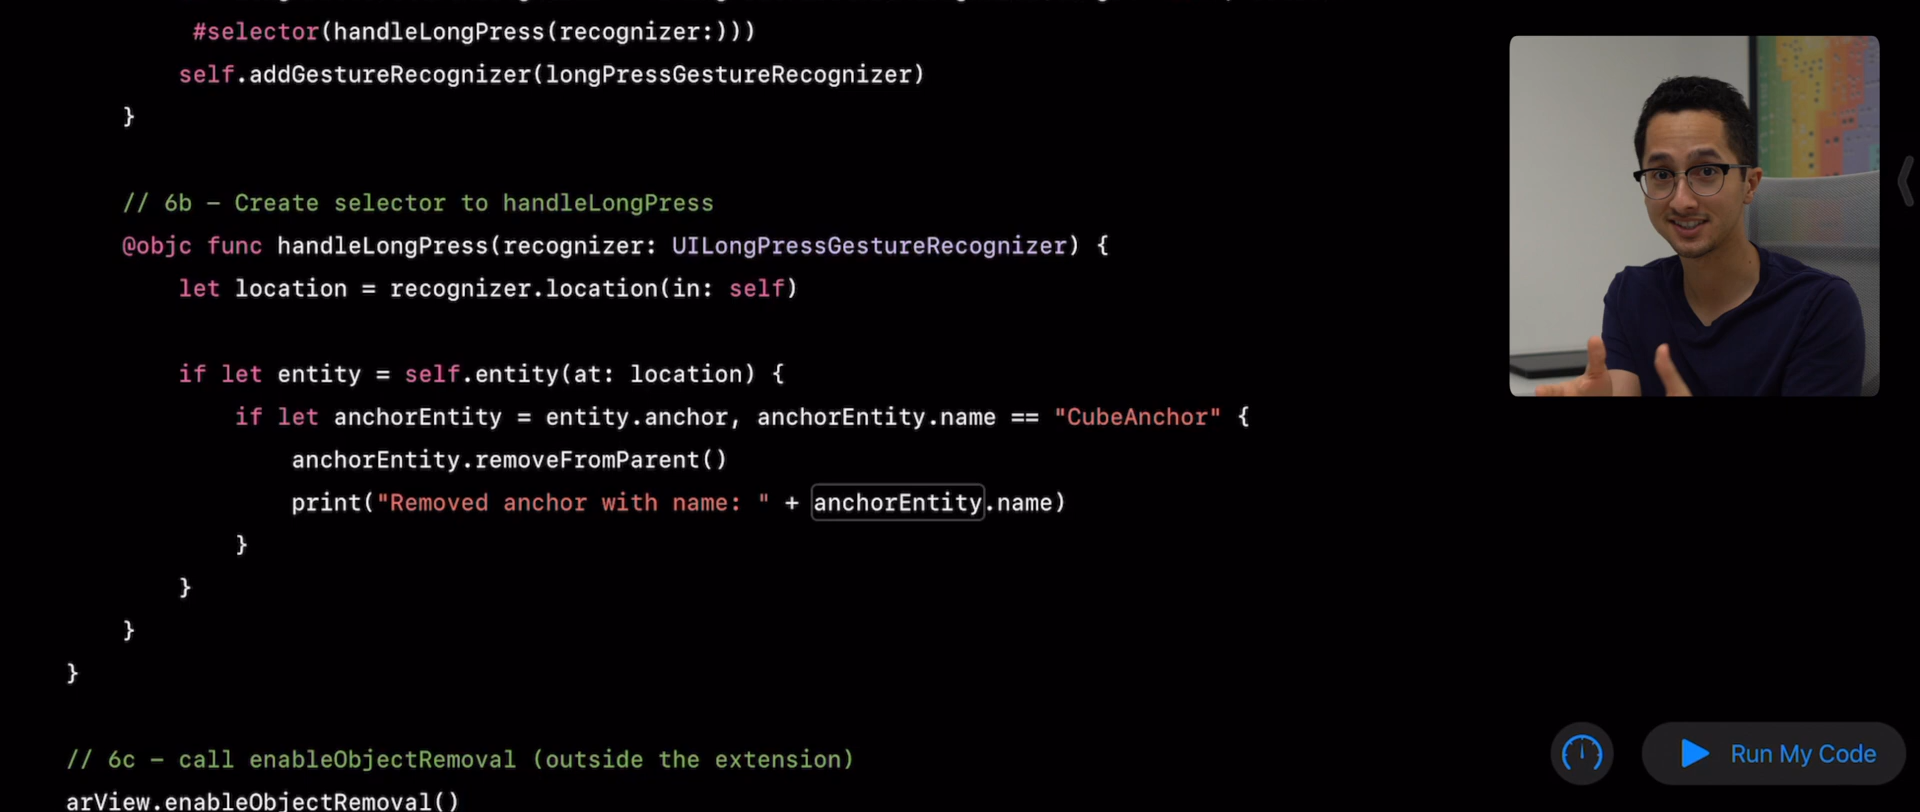 #selector(handleLongPress(recognizer:)))
self.addGestureRecognizer(longPressGestureRecognizer)
}
// 6b – Create selector to handleLongPress
@objc func handleLongPress(recognizer: UILongPressGestureRecognizer) {
let location = recognizer.location(in: self)
if let entity = self.entity(at: location) {
if let anchorEntity = entity.anchor, anchorEntity.name == "CubeAnchor" {
anchorEntity.removeFromParent()
print("Removed anchor with name: " + anchorEntity.name)
}
}
}
}
// 6c – call enableObjectRemoval (outside the extension)
arView.enableObjectRemoval()
Run My Code